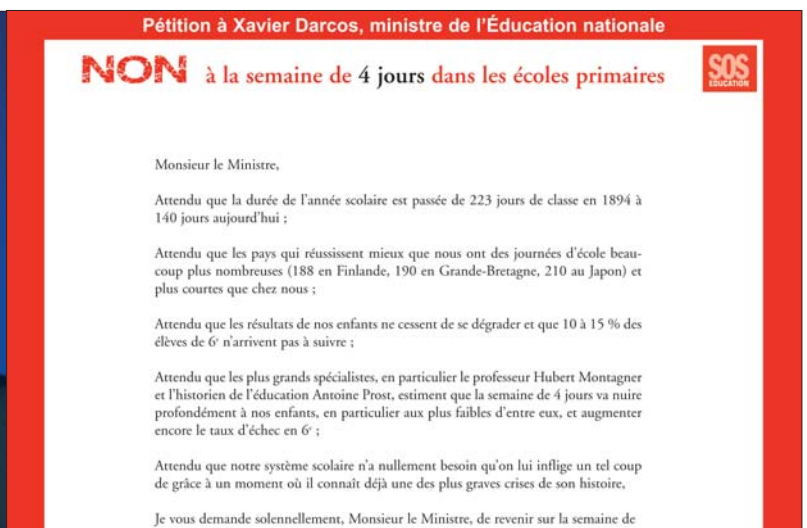 Pétition à Xavier Darcos, ministre de l'Éducation nationale
NON à la semaine de 4 jours dans les écoles primaires
SOS
EDUCATION
Monsieur le Ministre,
Attendu que la durée de l'année scolaire est passée de 223 jours de classe en 1894 à
140 jours aujourd'hui ;
Attendu que les pays qui réussissent mieux que nous ont des journées d'école beau-
coup plus nombreuses (188 en Finlande, 190 en Grande-Bretagne, 210 au Japon) et
plus courtes que chez nous ;
Attendu que les résultats de nos enfants ne cessent de se dégrader et que 10 à 15 % des
élèves de 6e n'arrivent pas à suivre ;
Attendu que les plus grands spécialistes, en particulier le professeur Hubert Montagner
et l'historien de l'éducation Antoine Prost, estiment que la semaine de 4 jours va nuire
profondément à nos enfants, en particulier aux plus faibles d'entre eux, et augmenter
encore le taux d'échec en 6e ;
Attendu que notre système scolaire n'a nullement besoin qu'on lui inflige un tel coup
de grâce à un moment où il connaît déjà une des plus graves crises de son histoire,
Je vous demande solennellement, Monsieur le Ministre, de revenir sur la semaine de